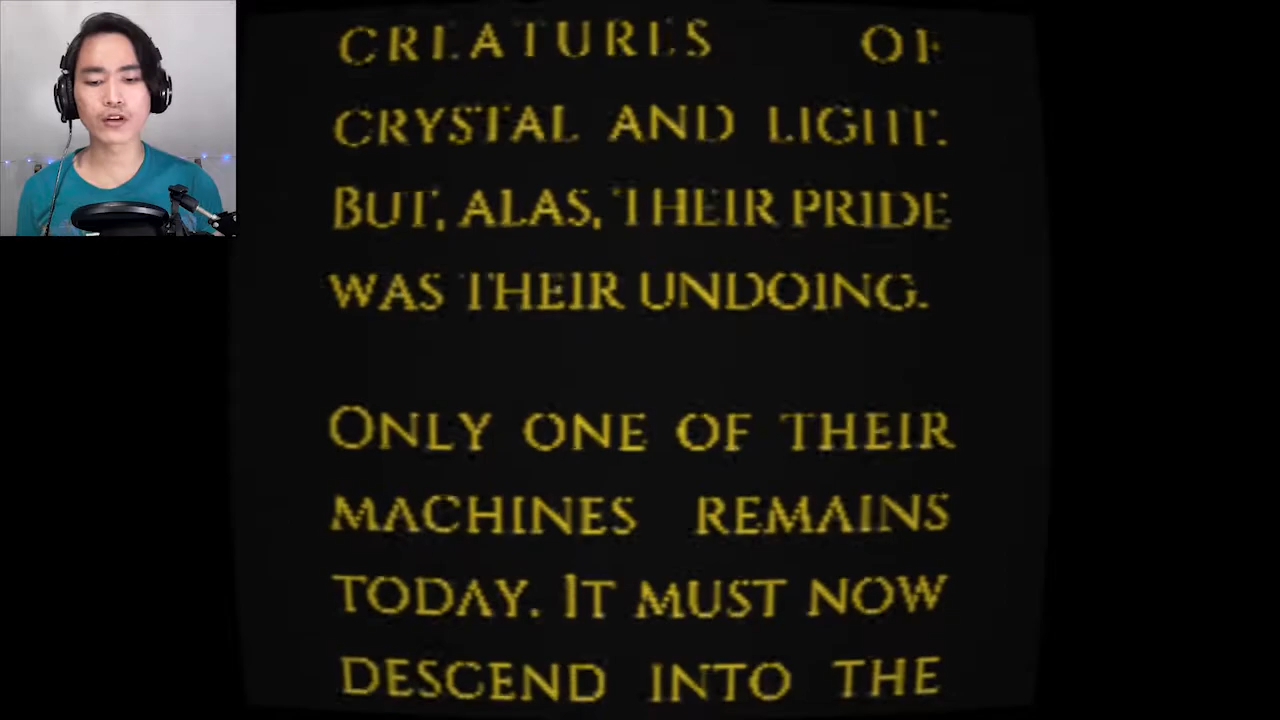 CREATURES OF
CRYSTAL AND LIGHT.
BUT, ALAS, THEIR PRIDE
WAS THEIR UNDOING.
ONLY ONE OF THEIR
MACHINES REMAINS
TODAY. IT MUST NOW
DESCEND INTO THE